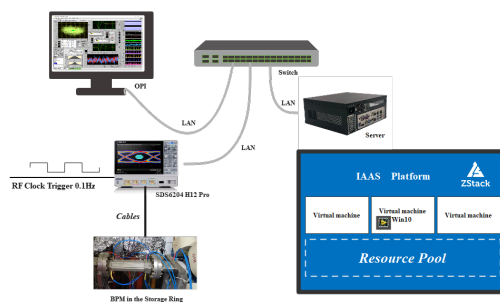 OPI
Switch
LAN
LAN
LAN
Server
RF Clock Trigger 0.1Hz
SDS6204 H12 Pro
Cables
BPM in the Storage Ring
IAAS Platform
ZStack
Virtual machine
Virtual machine
Win10
Virtual machine
Resource Pool